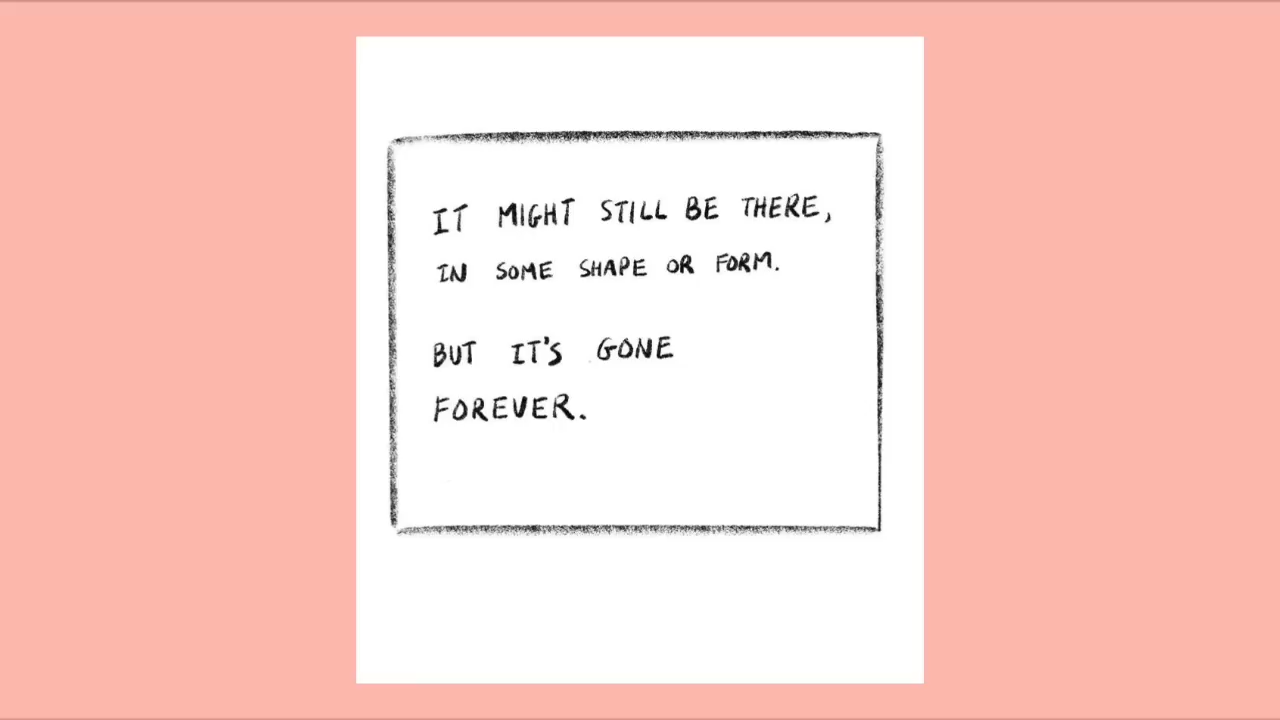 IT MIGHT STILL BE THERE,
IN SOME SHAPE OR FORM.
BUT IT'S GONE
FOREVER.